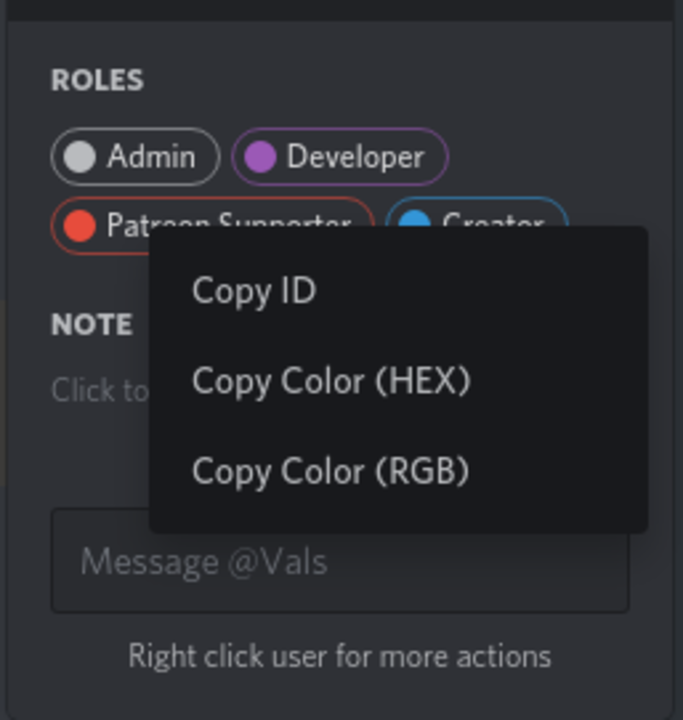 ROLES
Admin Developer
Patreon Supporter Creator
Copy ID
NOTE
Copy Color (HEX)
Click to
Copy Color (RGB)
Message @Vals
Right click user for more actions